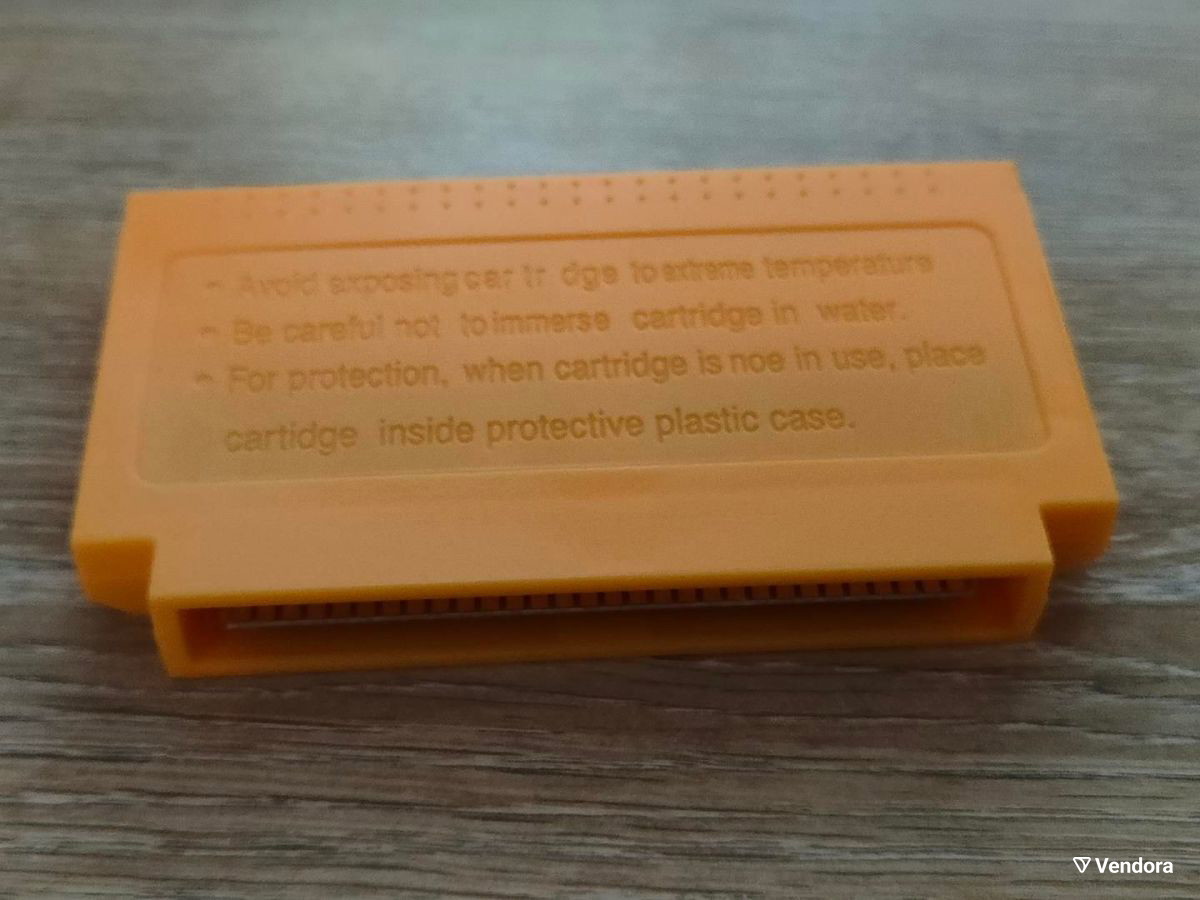 - Avoid exposing car tr dge to extreme temperature
- Be careful not to immerse cartridge in water.
- For protection, when cartridge is noe in use, place
cartidge inside protective plastic case.
Vendora